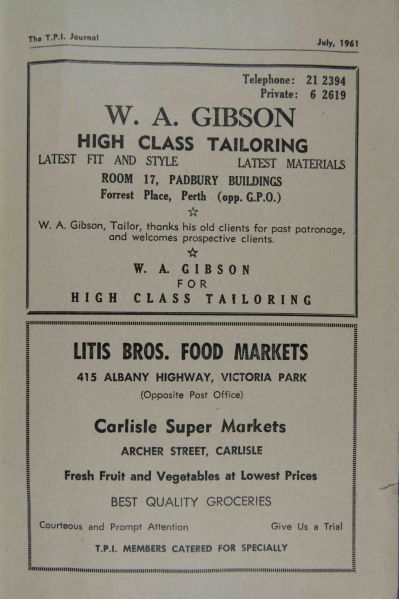 The T.P.I. Journal
July, 1961
Telephone: 21 2394
Private: 6 2619
W. A. GIBSON
HIGH CLASS TAILORING
LATEST FIT AND STYLE LATEST MATERIALS
ROOM 17, PADBURY BUILDINGS
Forrest Place, Perth (opp. G.P.O.)
☆
W. A. Gibson, Tailor, thanks his old clients for past patronage,
and welcomes prospective clients.
☆
W. A. GIBSON
FOR
HIGH CLASS TAILORING
LITIS BROS. FOOD MARKETS
415 ALBANY HIGHWAY, VICTORIA PARK
(Opposite Post Office)
Carlisle Super Markets
ARCHER STREET, CARLISLE
Fresh Fruit and Vegetables at Lowest Prices
BEST QUALITY GROCERIES
Courteous and Prompt Attention Give Us a Trial
T.P.I. MEMBERS CATERED FOR SPECIALLY